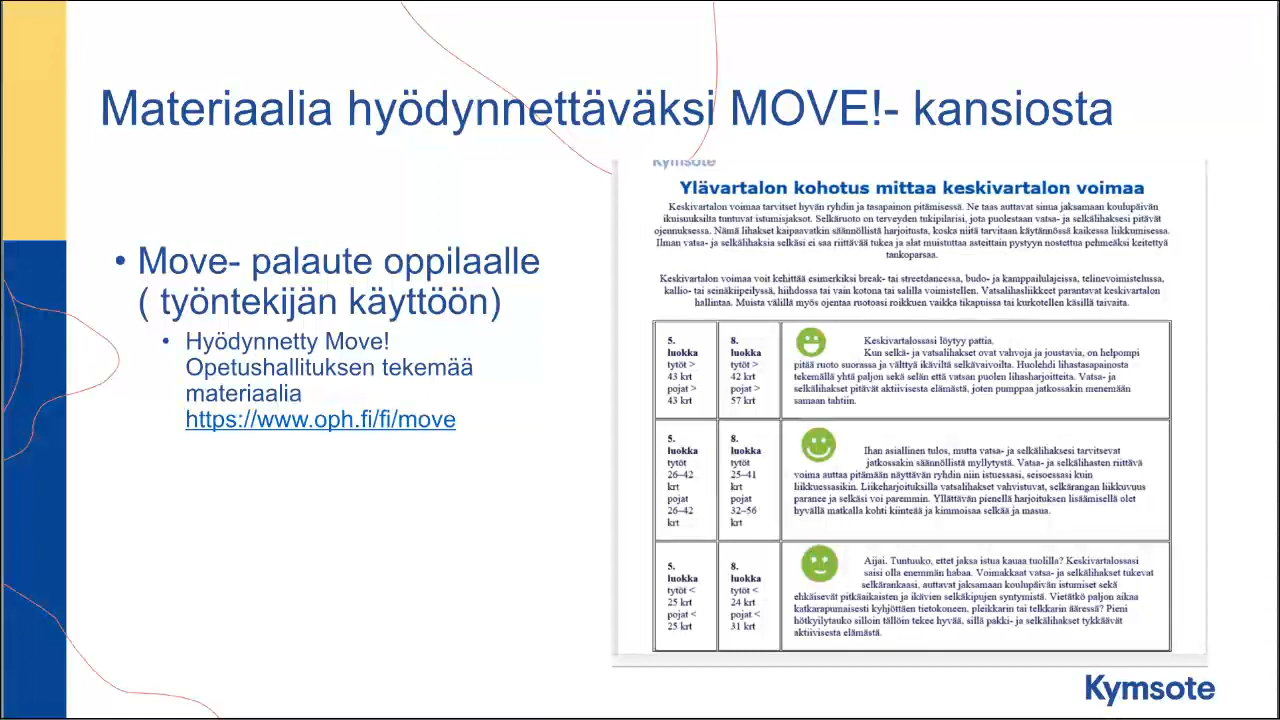 Materiaalia hyödynnettäväksi MOVE!- kansiosta
• Move- palaute oppilaalle
( työntekijän käyttöön)
• Hyödynnetty Move!
Opetushallituksen tekemää
materiaalia
https://www.oph.fi/fi/move
Kymsote
Ylävartalon kohotus mittaa keskivartalon voimaa
Keskivartalon voimaa tarvitset hyvän ryhdin ja tasapainon pitämisessä. Ne taas auttavat sinua jaksamaan koulupäivän
ikuisuuksilta tuntuvat istumisjaksot. Selkäruoto on terveyden tukipilarisi, jota puolestaan vatsa- ja selkälihaksesi pitävät
ojennuksessa. Nämä lihakset kaipaavatkin säännöllistä harjoitusta, koska niitä tarvitaan käytännössä kaikessa liikkumisessa.
Ilman vatsa- ja selkälihaksia selkäsi ei saa riittävää tukea ja alat muistuttaa asteittain pystyyn nostettua pehmeäksi keitettyä
tankoparsaa.
Keskivartalon voimaa voit kehittää esimerkiksi break- tai streetdancessa, budo- ja kamppailulajeissa, telinevoimistelussa,
kallio- tai seinäkiipeilyssä, hiihdossa tai vain kotona tai salilla voimistellen. Vatsalihasliikkeet parantavat keskivartalon
hallintaa. Muista välillä myös ojentaa ruotoasi roikkuen vaikka tikapuissa tai kurkotellen käsillä taivaita.
5.
luokka
tytöt >
43 krt
pojat >
43 krt
8.
luokka
tytöt >
42 krt
pojat >
57 krt
Keskivartalossasi löytyy pattia.
Kun selkä- ja vatsalihakset ovat vahvoja ja joustavia, on helpompi
pitää ruoto suorassa ja välttyä ikäviltä selkävaivoilta. Huolehdi lihastasapainosta
tekemällä yhtä paljon sekä selän että vatsan puolen lihasharjoitteita. Vatsa- ja
selkälihakset pitävät aktiivisesta elämästä, joten pumppaa jatkossakin menemään
samaan tahtiin.
5.
luokka
tytöt
26–42
krt
pojat
26–42
krt
8.
luokka
tytöt
25–41
krt
pojat
32–56
krt
Ihan asiallinen tulos, mutta vatsa- ja selkälihaksesi tarvitsevat
jatkossakin säännöllistä myllytystä. Vatsa- ja selkälihasten riittävä
voima auttaa pitämään näyttävän ryhdin niin istuessasi, seisoessasi kuin
liikkuessasikin. Liikeharjoituksilla vatsalihakset vahvistuvat, selkärangan liikkuvuus
paranee ja selkäsi voi paremmin. Yllättävän pienellä harjoituksen lisäämisellä olet
hyvällä matkalla kohti kiinteää ja kimmoisaa selkää ja masua.
5.
luokka
tytöt <
25 krt
pojat <
25 krt
8.
luokka
tytöt <
24 krt
pojat <
31 krt
Aijai. Tuntuuko, ettet jaksa istua kauaa tuolilla? Keskivartalossasi
saisi olla enemmän habaa. Voimakkaat vatsa- ja selkälihakset tukevat
selkärankaasi, auttavat jaksamaan koulupäivän istumiset sekä
ehkäisevät pitkäaikaisten ja ikävien selkäkipujen syntymistä. Vietätkö paljon aikaa
katkarapumaisesti kyhjöttäen tietokoneen, pleikkarin tai telkkarin ääressä? Pieni
hötkyilytauko silloin tällöin tekee hyvää, sillä pakki- ja selkälihakset tykkäävät
aktiivisesta elämästä.
Kymsote